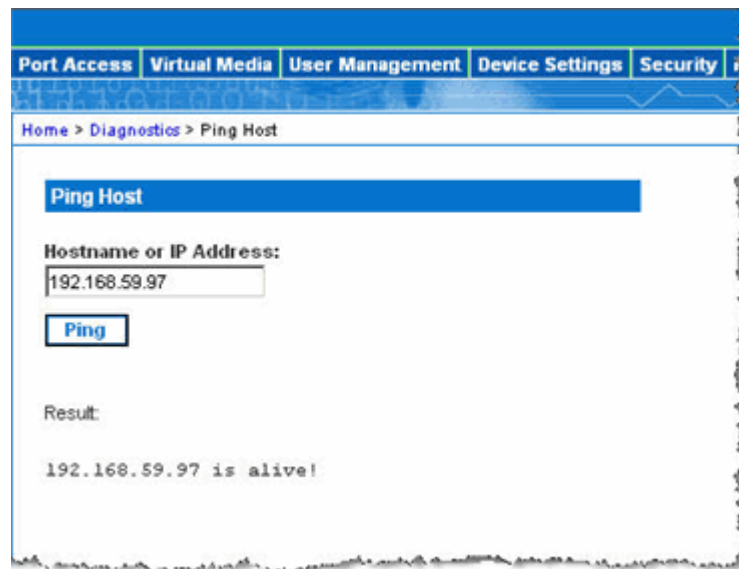 Port Access Virtual Media User Management Device Settings Security
Home > Diagnostics > Ping Host
Ping Host
Hostname or IP Address:
192.168.59.97
Ping
Result:
192.168.59.97 is alive!